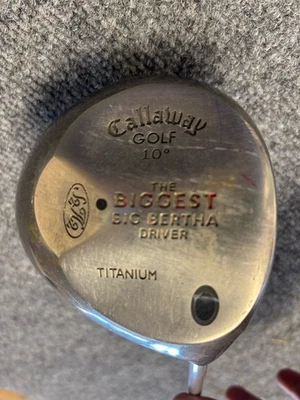 Callaway
GOLF
10°
THE
BIGGEST
BIG BERTHA
DRIVER
TITANIUM